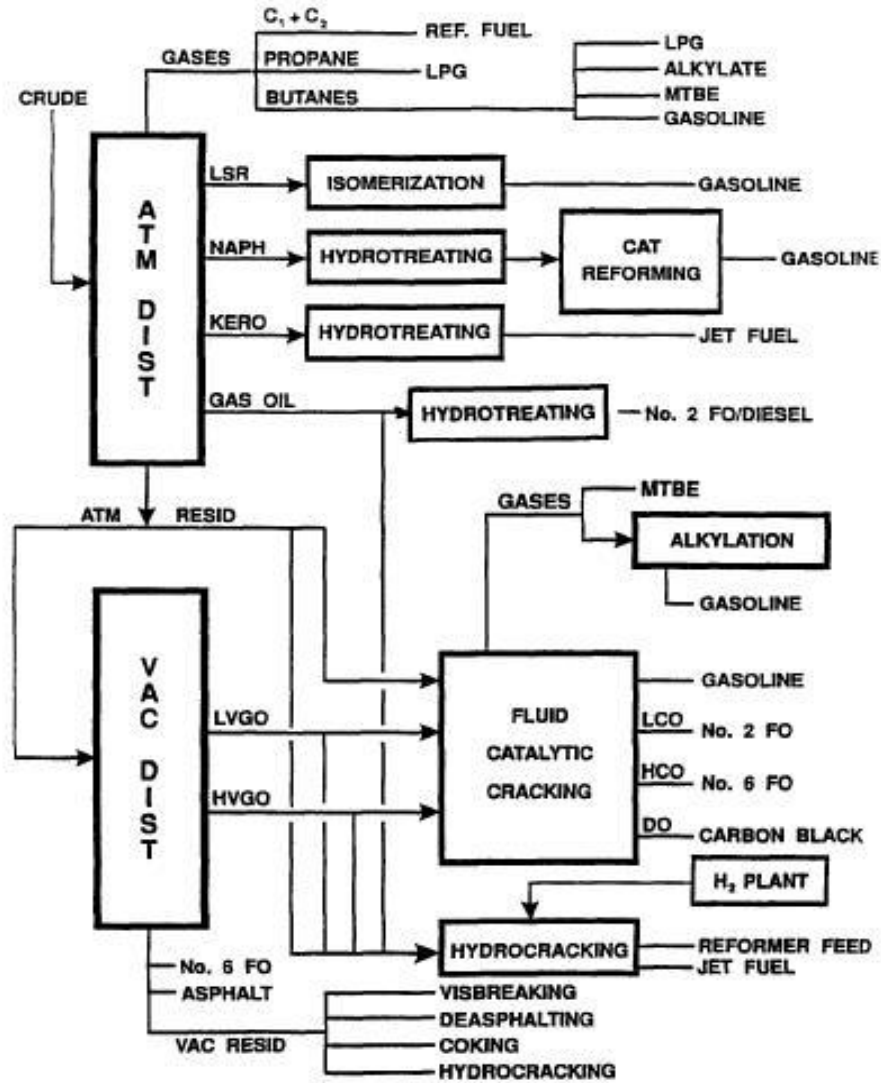 C₁ + C₂
REF. FUEL
GASES
PROPANE
LPG
BUTANES
LPG
ALKYLATE
MTBE
GASOLINE
CRUDE
ATM DIST
LSR
ISOMERIZATION
GASOLINE
NAPH
HYDROTREATING
CAT
REFORMING
GASOLINE
KERO
HYDROTREATING
JET FUEL
GAS OIL
HYDROTREATING
No. 2 FO/DIESEL
ATM RESID
GASES
MTBE
ALKYLATION
GASOLINE
VAC DIST
LVGO
HVGO
FLUID
CATALYTIC
CRACKING
GASOLINE
LCO
No. 2 FO
HCO
No. 6 FO
DO
CARBON BLACK
H₂ PLANT
HYDROCRACKING
REFORMER FEED
JET FUEL
No. 6 FO
ASPHALT
VAC RESID
VISBREAKING
DEASPHALTING
COKING
HYDROCRACKING